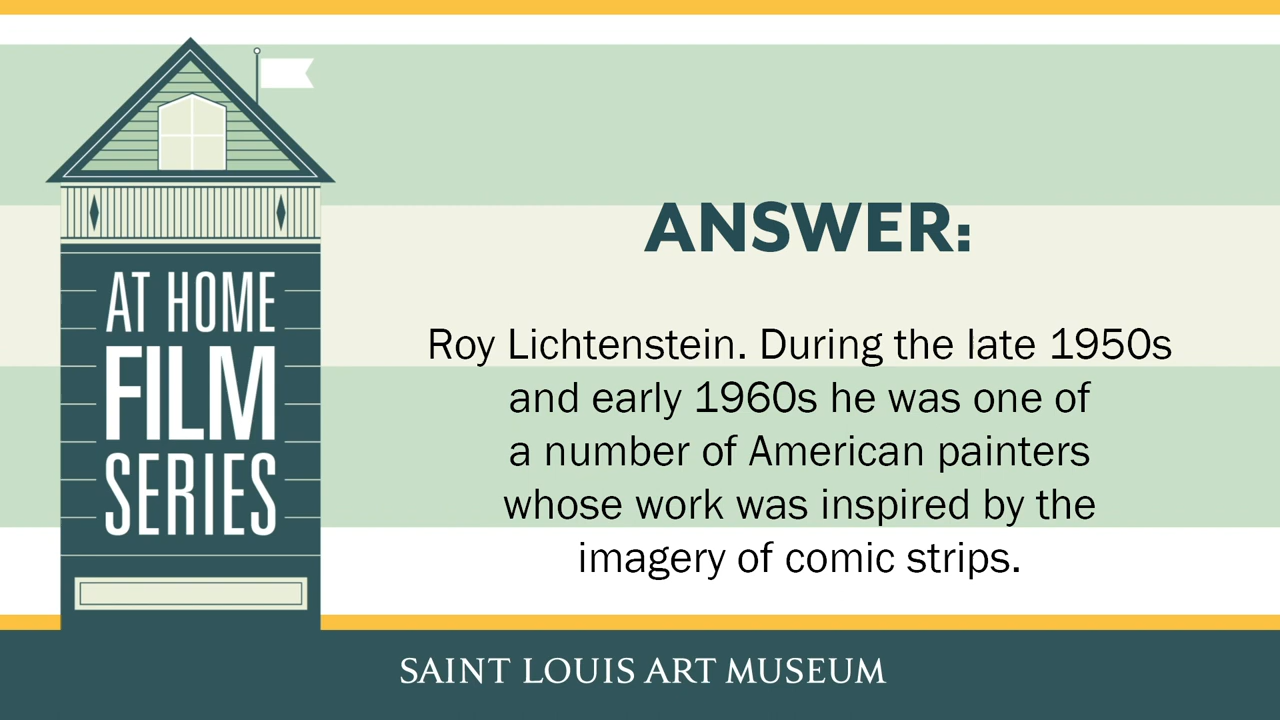 AT HOME
FILM
SERIES
ANSWER:
Roy Lichtenstein. During the late 1950s
and early 1960s he was one of
a number of American painters
whose work was inspired by the
imagery of comic strips.
SAINT LOUIS ART MUSEUM